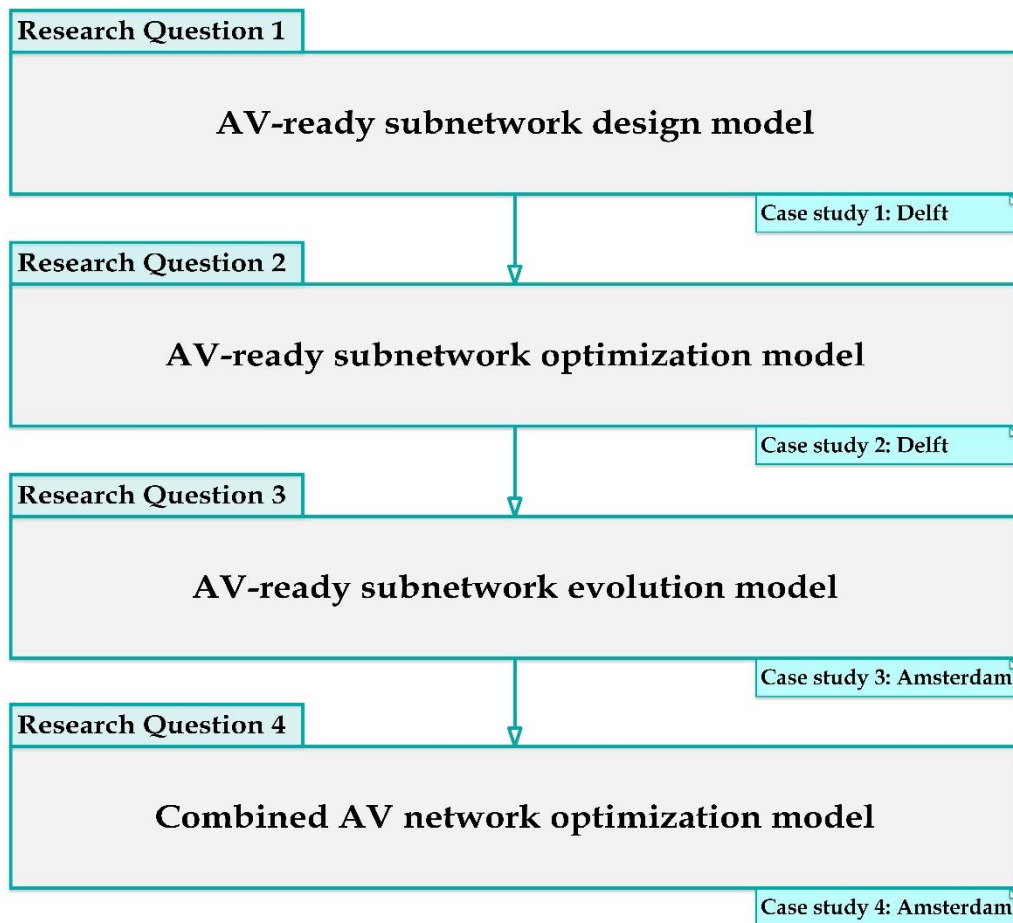 Research Question 1
AV-ready subnetwork design model
Case study 1: Delft
Research Question 2
AV-ready subnetwork optimization model
Case study 2: Delft
Research Question 3
AV-ready subnetwork evolution model
Case study 3: Amsterdam
Research Question 4
Combined AV network optimization model
Case study 4: Amsterdam